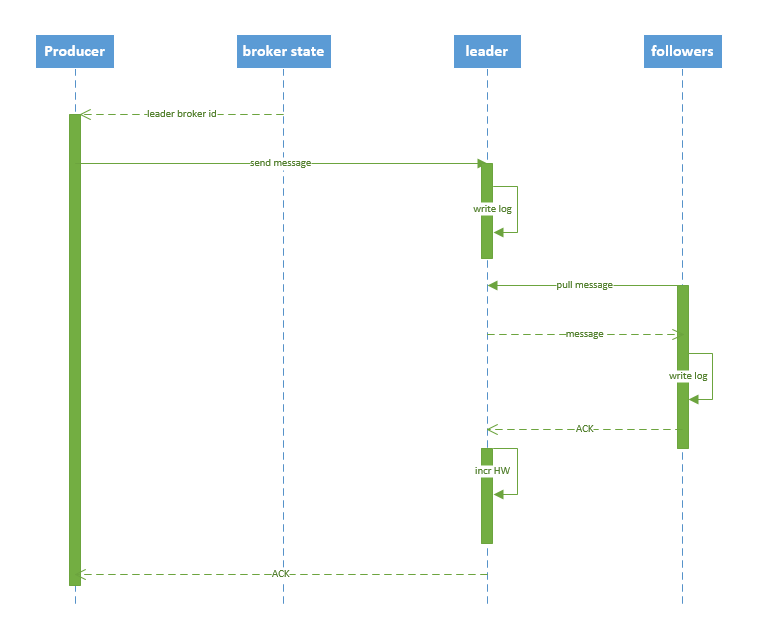 Producer
broker state
leader
followers
leader broker id
send message
write log
pull message
message
write log
ACK
incr HW
ACK